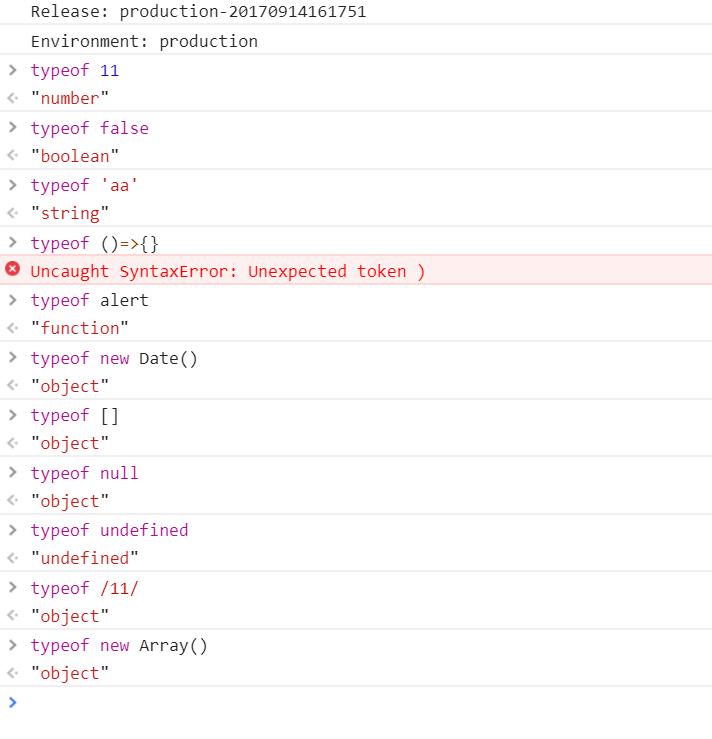 Release: production-20170914161751
Environment: production
typeof 11
"number"
typeof false
"boolean"
typeof 'aa'
"string"
typeof ()=>{}
Uncaught SyntaxError: Unexpected token )
typeof alert
"function"
typeof new Date()
"object"
typeof []
"object"
typeof null
"object"
typeof undefined
"undefined"
typeof /11/
"object"
typeof new Array()
"object"